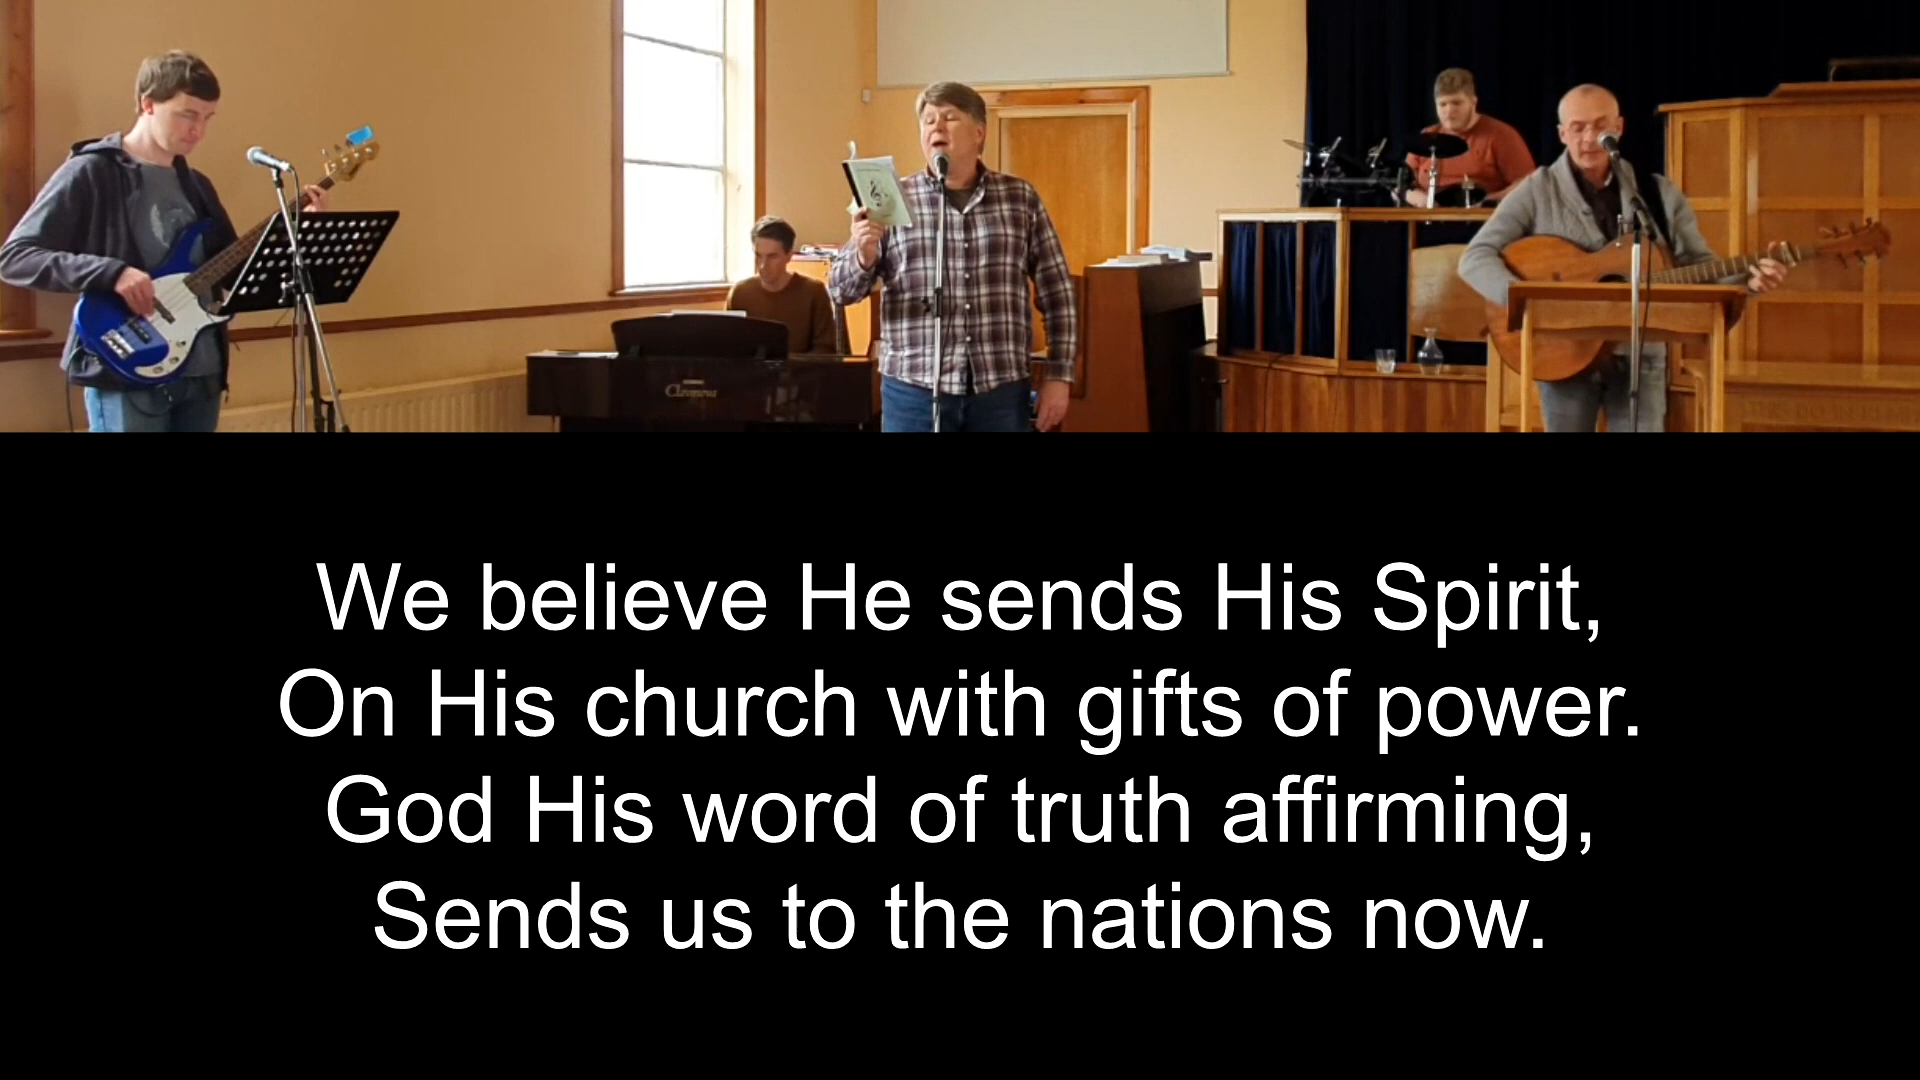 Clavinova
We believe He sends His Spirit,
On His church with gifts of power.
God His word of truth affirming,
Sends us to the nations now.